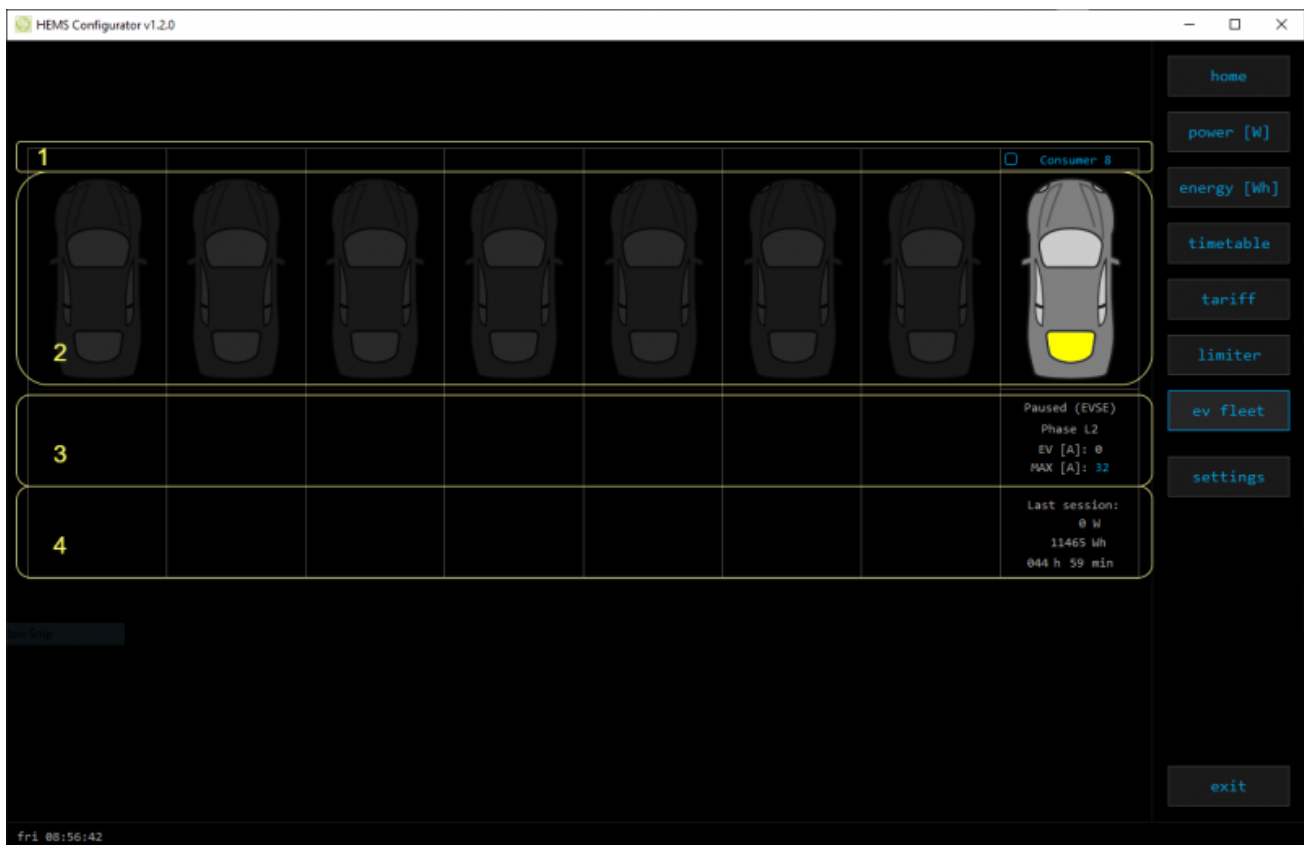 HEMS Configurator v1.2.0
home
power [W]
energy [Wh]
timetable
tariff
limiter
ev fleet
settings
exit
1
Consumer 8
2
3
Paused (EVSE)
Phase L2
EV [A]: 0
MAX [A]: 32
4
Last session:
0 W
11465 Wh
044 h 59 min
Snip
fri 08:56:42